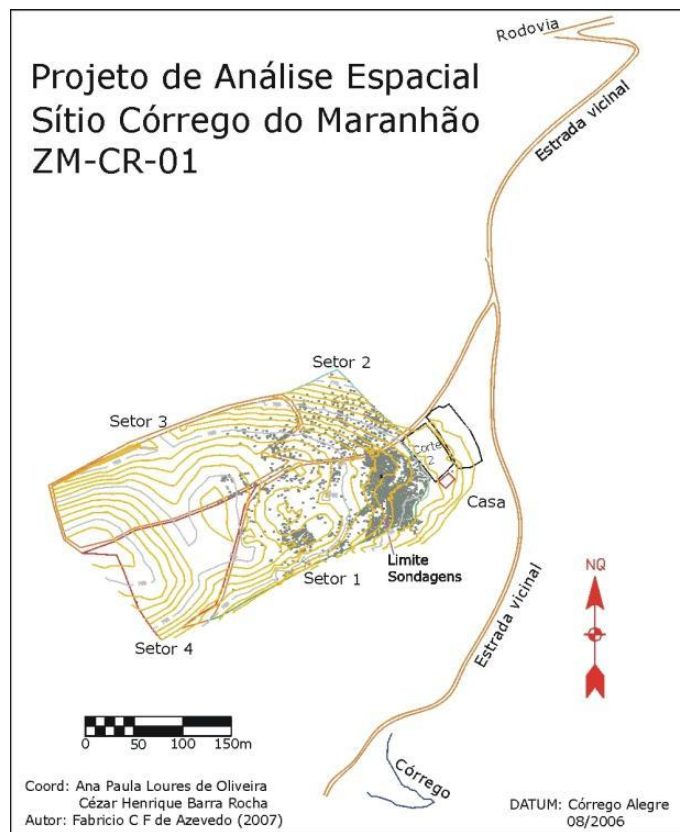 Rodovia
Projeto de Análise Espacial
Sítio Córrego do Maranhão
ZM-CR-01
Estrada vicinal
Setor 2
Setor 3
Corte
2
Casa
Limite
Sondagens
Setor 1
NQ
Setor 4
Estrada vicinal
0 50 100 150m
Córrego
Coord: Ana Paula Loures de Oliveira
Cézar Henrique Barra Rocha
Autor: Fabricio C F de Azevedo (2007)
DATUM: Córrego Alegre
08/2006